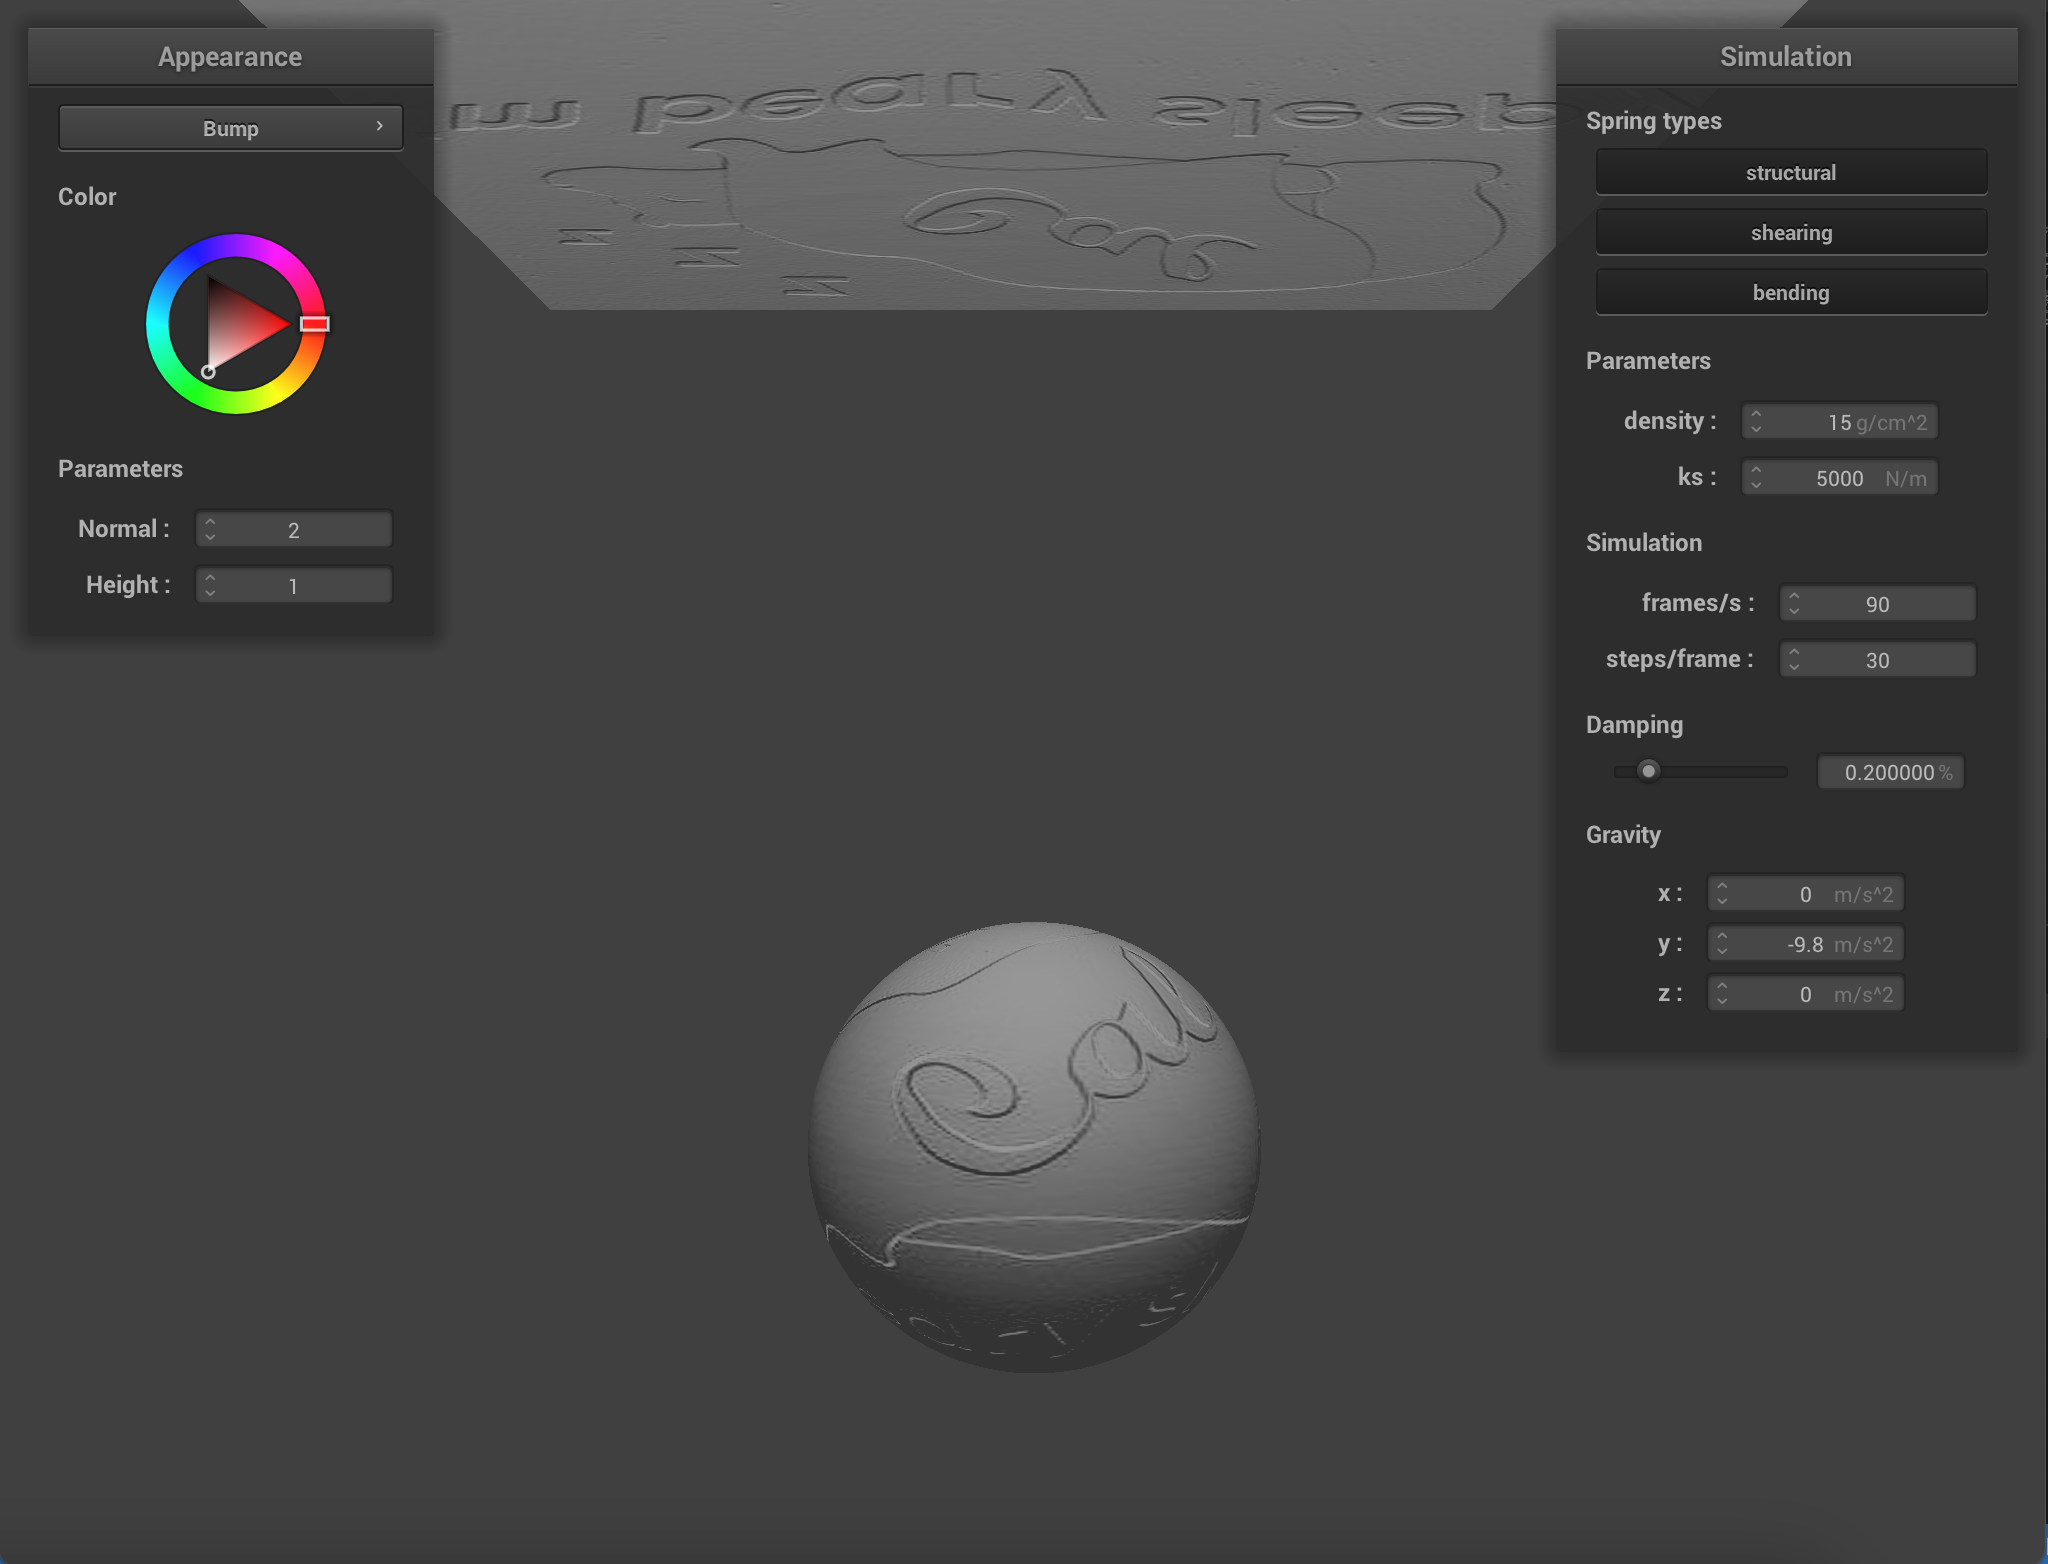 Appearance
Bump
Color
Parameters
Normal : 2
Height : 1
z
z
z
Cal
Cal
Simulation
Spring types
structural
shearing
bending
Parameters
density : 15 g/cm^2
ks : 5000 N/m
Simulation
frames/s : 90
steps/frame : 30
Damping
0.200000 %
Gravity
x : 0 m/s^2
y : -9.8 m/s^2
z : 0 m/s^2